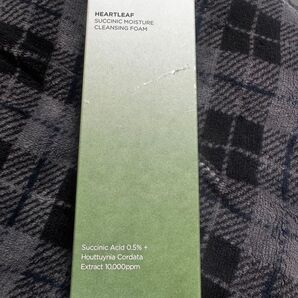 HEARTLEAF
SUCCINIC MOISTURE
CLEANSING FOAM
Succinic Acid 0.5% +
Houttuynia Cordata
Extract 10,000ppm